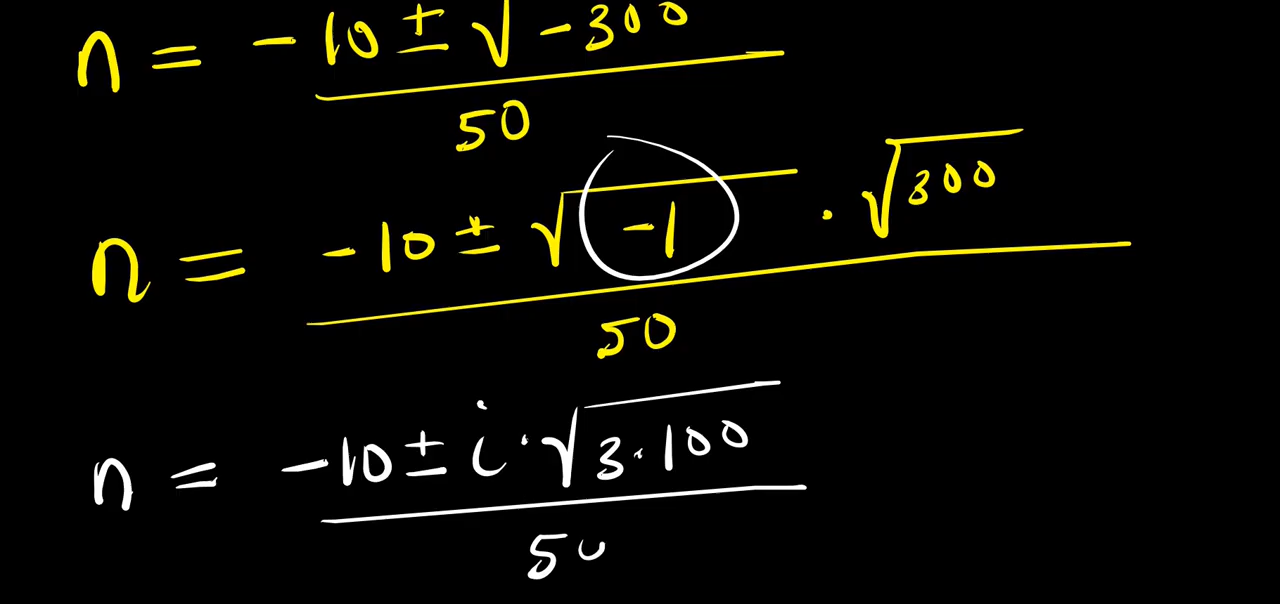 n = -10 ± √-300
50
n = -10 ± √-1 · √300
50
n = -10 ± i · √3·100
50